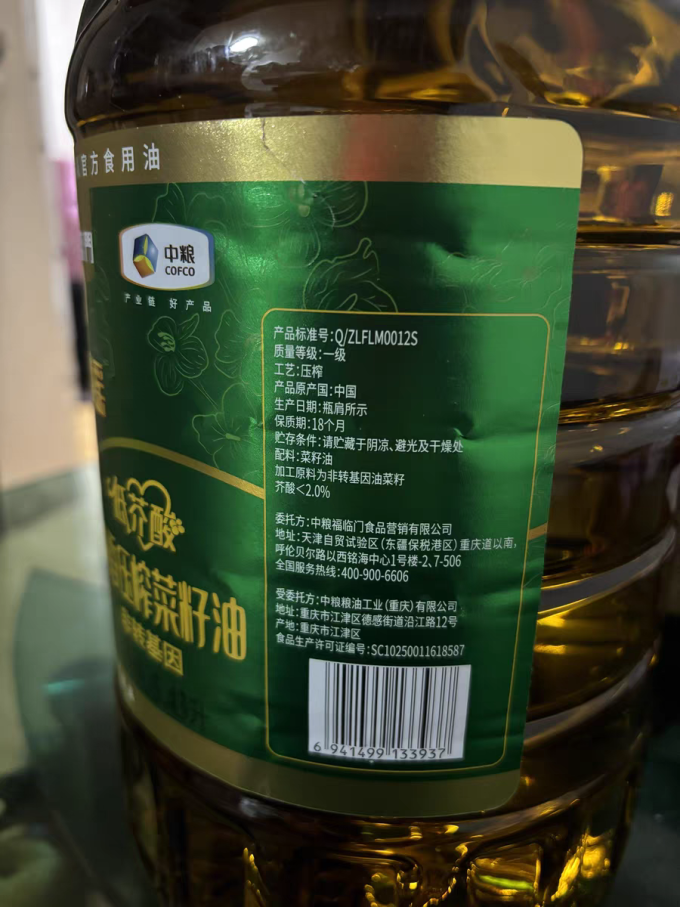 官方食用油
中粮
COFCO
产业链 好产品
产品标准号:Q/ZLFLM0012S
质量等级:一级
工艺:压榨
产品原产国:中国
生产日期:瓶肩所示
保质期:18个月
贮存条件:请贮藏于阴凉、避光及干燥处
配料:菜籽油
加工原料为非转基因油菜籽
芥酸<2.0%
委托方:中粮福临门食品营销有限公司
地址:天津自贸试验区(东疆保税港区)重庆道以南,
呼伦贝尔路以西铭海中心1号楼-2、7-506
全国服务热线:400-900-6606
受委托方:中粮粮油工业(重庆)有限公司
地址:重庆市江津区德感街道沿江路12号
产地:重庆市江津区
食品生产许可证编号:SC10250011618587
6 941499 133937
低芥酸
压榨菜籽油
非转基因
升